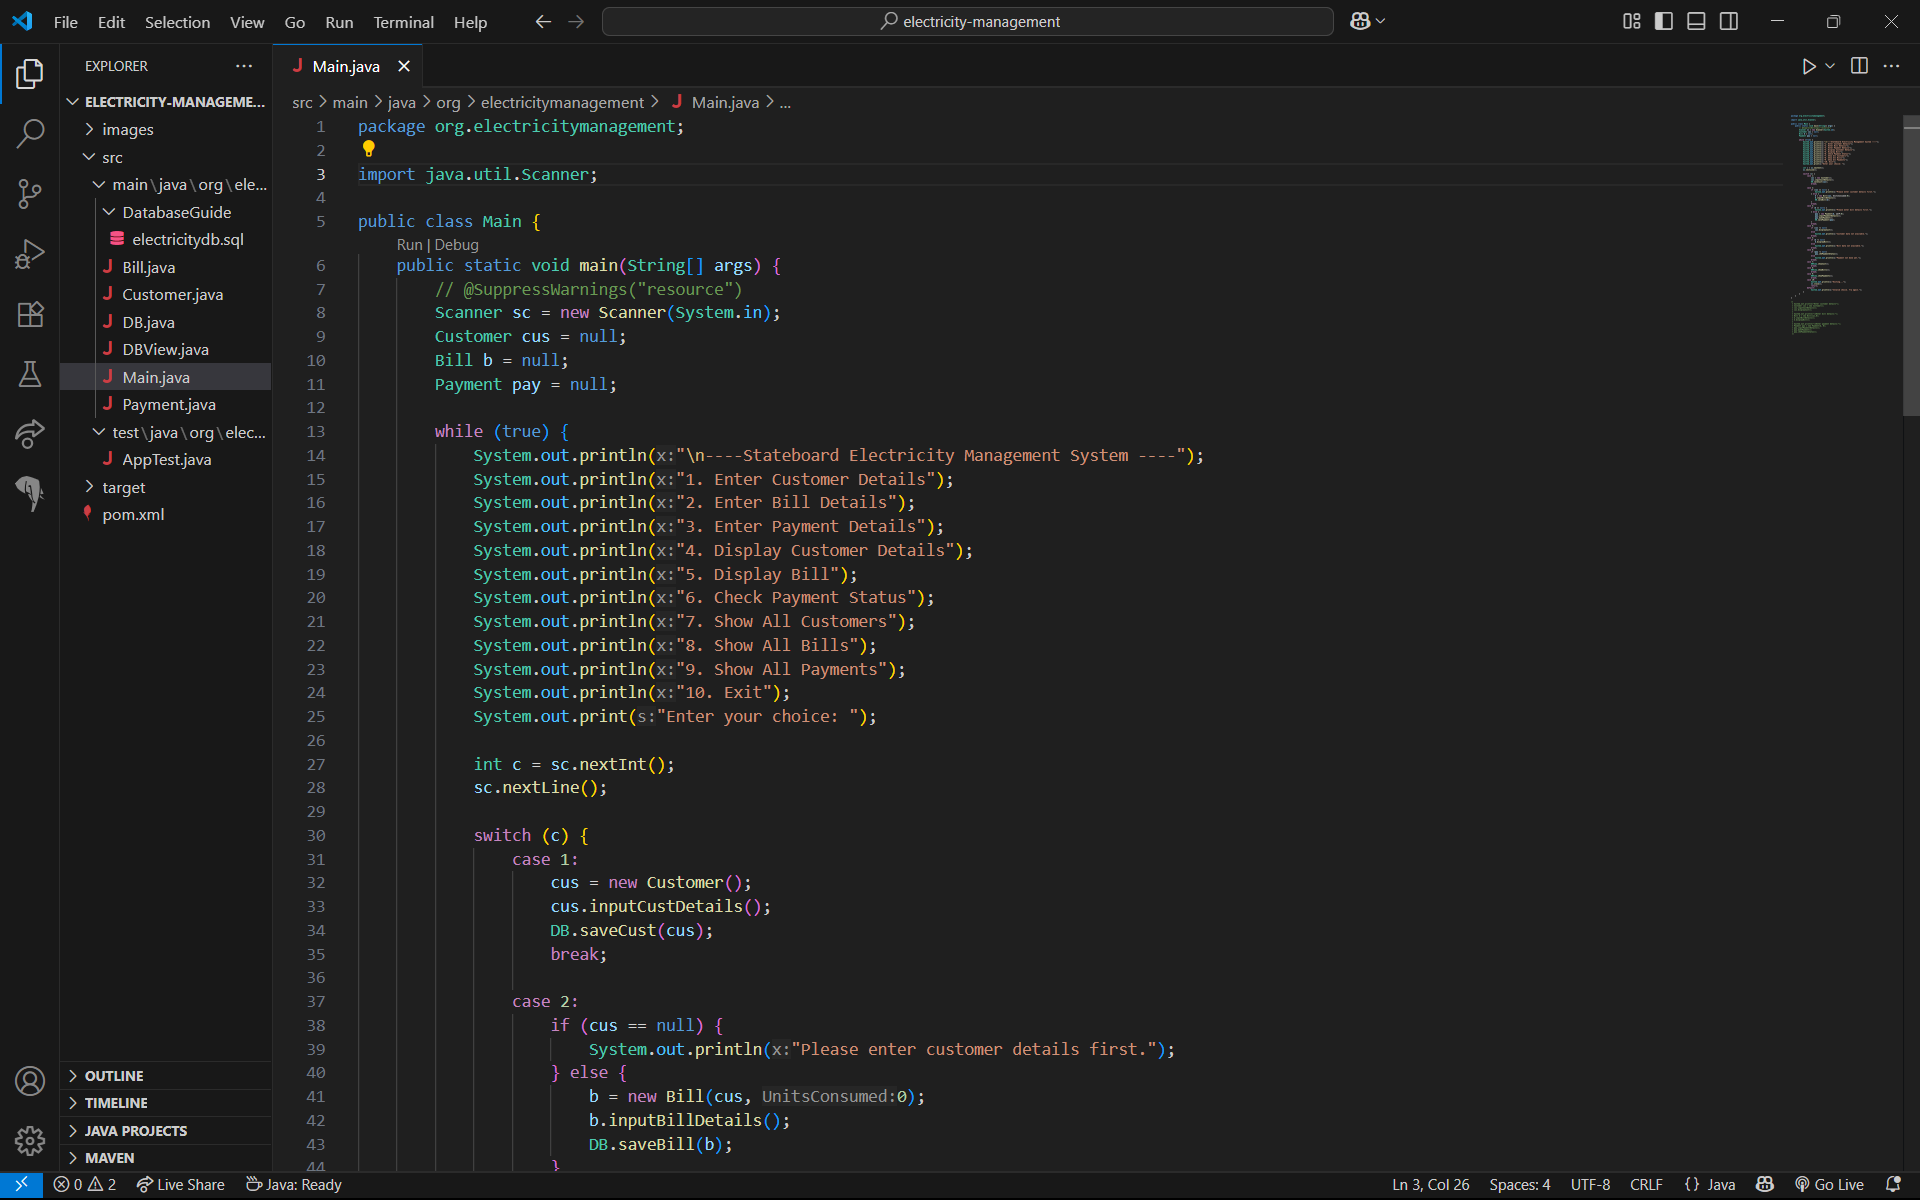 File Edit Selection View Go Run Terminal Help
electricity-management
EXPLORER
ELECTRICITY-MANAGEME...
images
src
main\java\org\ele...
DatabaseGuide
electricitydb.sql
Bill.java
Customer.java
DB.java
DBView.java
Main.java
Payment.java
test\java\org\elec...
AppTest.java
target
pom.xml
OUTLINE
TIMELINE
JAVA PROJECTS
MAVEN
Main.java
src > main > java > org > electricitymanagement > Main.java > ...
1 package org.electricitymanagement;
2
3 import java.util.Scanner;
4
5 public class Main {
Run | Debug
6 public static void main(String[] args) {
7 // @SuppressWarnings("resource")
8 Scanner sc = new Scanner(System.in);
9 Customer cus = null;
10 Bill b = null;
11 Payment pay = null;
12
13 while (true) {
14 System.out.println(x:"\n----Stateboard Electricity Management System ----");
15 System.out.println(x:"1. Enter Customer Details");
16 System.out.println(x:"2. Enter Bill Details");
17 System.out.println(x:"3. Enter Payment Details");
18 System.out.println(x:"4. Display Customer Details");
19 System.out.println(x:"5. Display Bill");
20 System.out.println(x:"6. Check Payment Status");
21 System.out.println(x:"7. Show All Customers");
22 System.out.println(x:"8. Show All Bills");
23 System.out.println(x:"9. Show All Payments");
24 System.out.println(x:"10. Exit");
25 System.out.print(s:"Enter your choice: ");
26
27 int c = sc.nextInt();
28 sc.nextLine();
29
30 switch (c) {
31 case 1:
32 cus = new Customer();
33 cus.inputCustDetails();
34 DB.saveCust(cus);
35 break;
36
37 case 2:
38 if (cus == null) {
39 System.out.println(x:"Please enter customer details first.");
40 } else {
41 b = new Bill(cus, UnitsConsumed:0);
42 b.inputBillDetails();
43 DB.saveBill(b);
44 }
0 2 Live Share Java: Ready
Ln 3, Col 26 Spaces: 4 UTF-8 CRLF {} Java Go Live